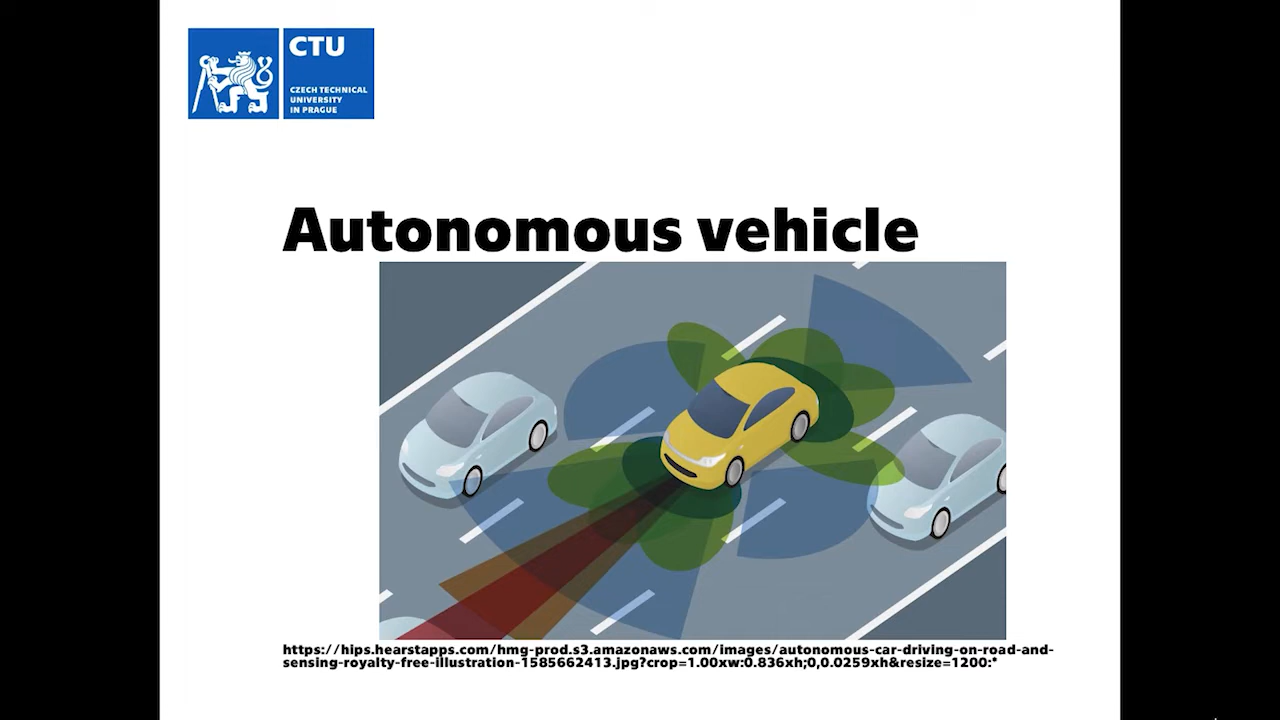 CTU
CZECH TECHNICAL
UNIVERSITY
IN PRAGUE
Autonomous vehicle
https://hips.hearstapps.com/hmg-prod.s3.amazonaws.com/images/autonomous-car-driving-on-road-and-
sensing-royalty-free-illustration-1585662413.jpg?crop=1.00xw:0.836xh;0,0.0259xh&resize=1200:*